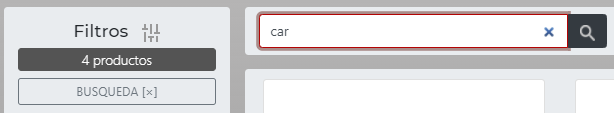 Filtros
4 productos
BUSQUEDA [×]
car